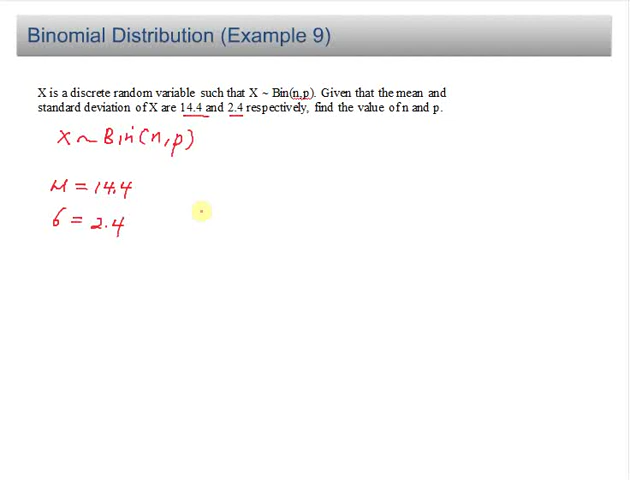 Binomial Distribution (Example 9)
X is a discrete random variable such that X ~ Bin(n,p). Given that the mean and
standard deviation of X are 14.4 and 2.4 respectively, find the value of n and p.
X ~ Bin(n,p)
μ = 14.4
σ = 2.4